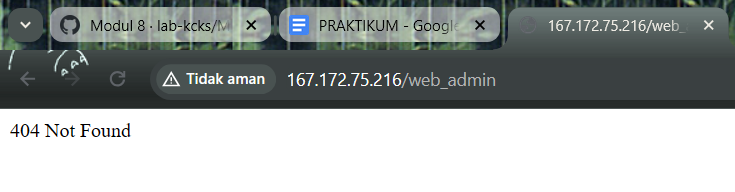 Modul 8 · lab-kcks/M
PRAKTIKUM - Google
167.172.75.216/web_
Tidak aman
167.172.75.216/web_admin
404 Not Found